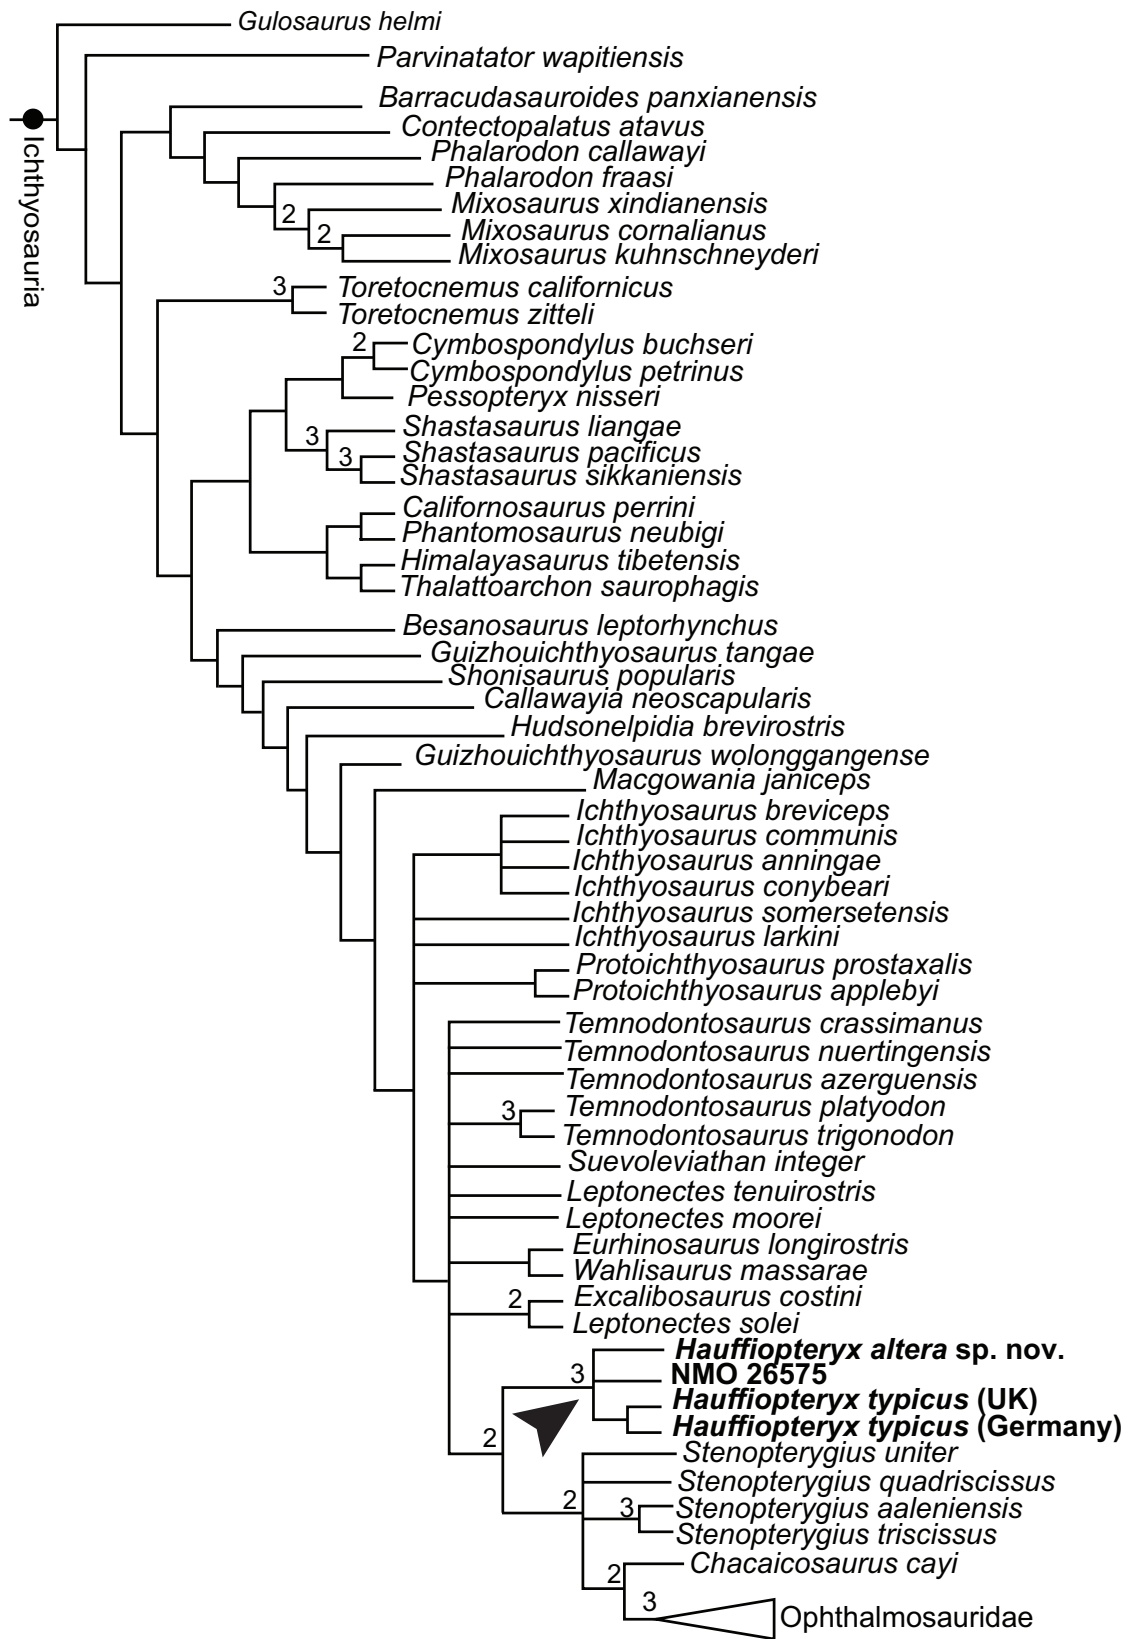 Gulosaurus helmi
Parvinatator wapitiensis
Barracudasauroides panxianensis
Contectopalatus atavus
Ichthyosauria
Phalarodon callawayi
Phalarodon fraasi
2
Mixosaurus xindianensis
2
Mixosaurus cornalianus
Mixosaurus kuhnschneyderi
3
Toretocnemus californicus
Toretocnemus zitteli
2
Cymbospondylus buchseri
Cymbospondylus petrinus
Pessopteryx nisseri
3
Shastasaurus liangae
3
Shastasaurus pacificus
Shastasaurus sikkaniensis
Californosaurus perrini
Phantomosaurus neubigi
Himalayasaurus tibetensis
Thalattoarchon saurophagis
Besanosaurus leptorhynchus
Guizhouichthyosaurus tangae
Shonisaurus popularis
Callawayia neoscapularis
Hudsonelpidia brevirostris
Guizhouichthyosaurus wolonggangense
Macgowania janiceps
Ichthyosaurus breviceps
Ichthyosaurus communis
Ichthyosaurus anningae
Ichthyosaurus conybeari
Ichthyosaurus somersetensis
Ichthyosaurus larkini
Protoichthyosaurus prostaxalis
Protoichthyosaurus applebyi
Temnodontosaurus crassimanus
Temnodontosaurus nuertingensis
Temnodontosaurus azerguensis
3
Temnodontosaurus platyodon
Temnodontosaurus trigonodon
Suevoleviathan integer
Leptonectes tenuirostris
Leptonectes moorei
Eurhinosaurus longirostris
Wahlisaurus massarae
2
Excalibosaurus costini
Leptonectes solei
Hauffiopteryx altera sp. nov.
3
NMO 26575
Hauffiopteryx typicus (UK)
Hauffiopteryx typicus (Germany)
2
Stenopterygius uniter
Stenopterygius quadriscissus
2
3
Stenopterygius aaleniensis
Stenopterygius triscissus
2
Chacaicosaurus cayi
3
Ophthalmosauridae